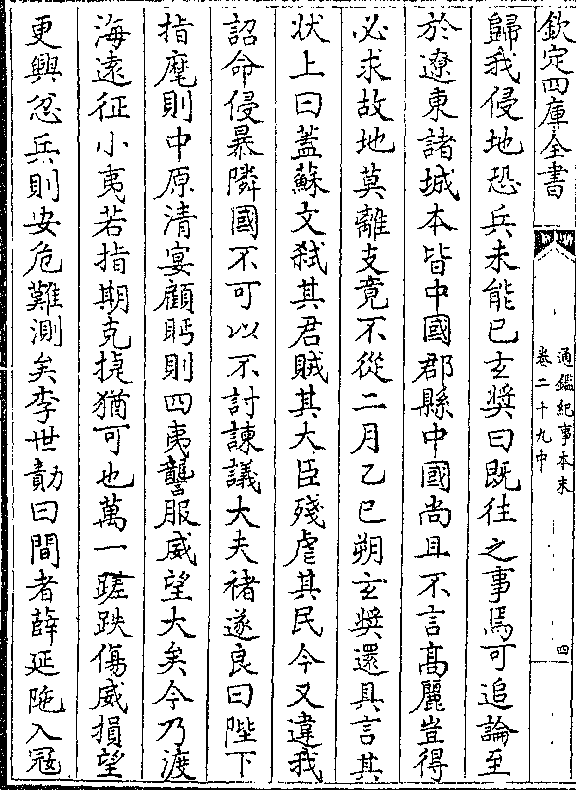 欽定四庫全書
通鑑紀事本末
卷二十九中
四
歸我侵地恐兵未能已玄奬曰既往之事焉可追論至
於遼東諸城本皆中國郡縣中國尚且不言髙麗豈得
必求故地莫離支竟不從二月乙巳朔玄奬還具言其
状上曰蓋蘇文弑其君賊其大臣殘虐其民今又違我
詔命侵暴隣國不可以不討諫議大夫褚遂良曰陛下
指麾則中原清宴顧眄則四夷讋服威望大矣今乃渡
海遠征小夷若指期克捷猶可也萬一蹉跌傷威損望
更興忿兵則安危難測矣李世勣曰間者薛延陁入寇